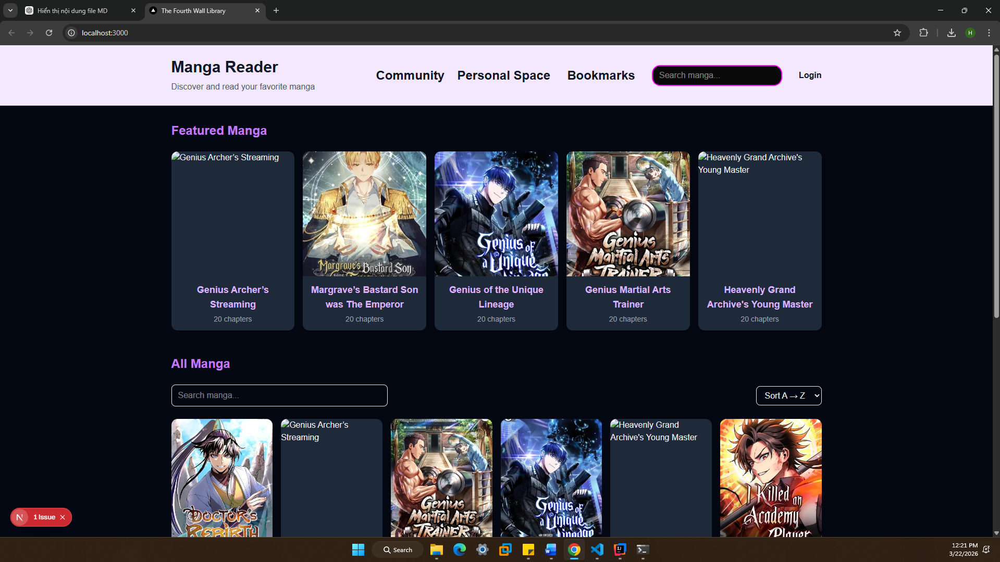 Hiển thị nội dung file MD
The Fourth Wall Library
localhost:3000
H
Manga Reader
Discover and read your favorite manga
Community
Personal Space
Bookmarks
Search manga...
Login
Featured Manga
Genius Archer’s Streaming
Heavenly Grand Archive's
Young Master
Margrave's Bastard Son
Genius of
a Unique
Genius
Martial Arts
TRAINER
Genius Archer’s
Streaming
20 chapters
Margrave’s Bastard Son
was The Emperor
20 chapters
Genius of the Unique
Lineage
20 chapters
Genius Martial Arts
Trainer
20 chapters
Heavenly Grand
Archive's Young Master
20 chapters
All Manga
Search manga...
Sort A → Z
Doctor's
Rebirth
Genius Archer’s
Streaming
Genius
Martial Arts
TRAINER
Genius of
a Unique
Lineage
Heavenly Grand
Archive's Young Master
I Killed an
Academy
Player
N
1 Issue
Search
12:21 PM
3/22/2026